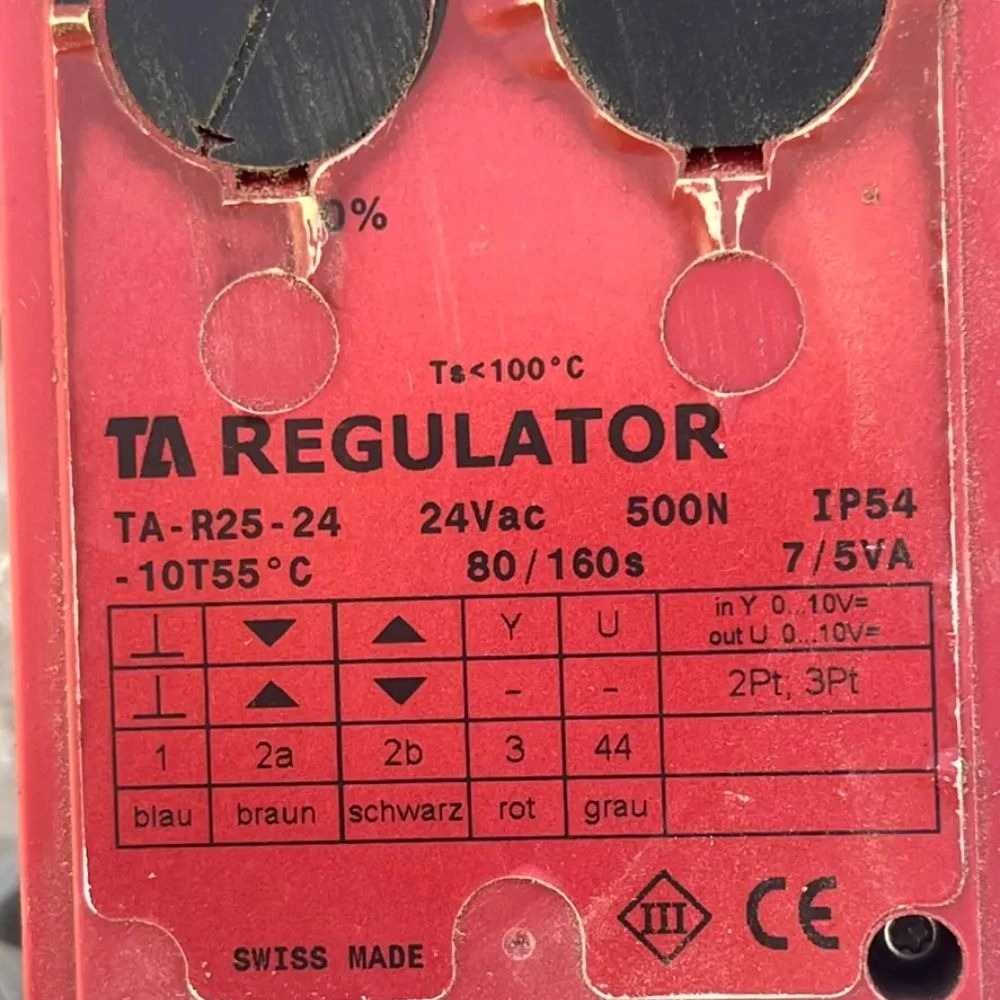 0%
Ts<100°C
TA REGULATOR
TA-R25-24 24Vac 500N IP54
-10T55°C 80/160s 7/5VA
⊥ ▼ ▲ Y U in Y 0...10V=
out U 0...10V=
⊥ ▲ ▼ - - 2Pt, 3Pt
1 2a 2b 3 44
blau braun schwarz rot grau
III CE
SWISS MADE